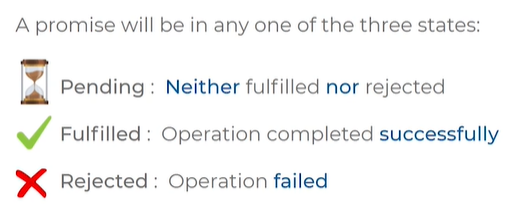 A promise will be in any one of the three states:
Pending : Neither fulfilled nor rejected
Fulfilled : Operation completed successfully
Rejected : Operation failed